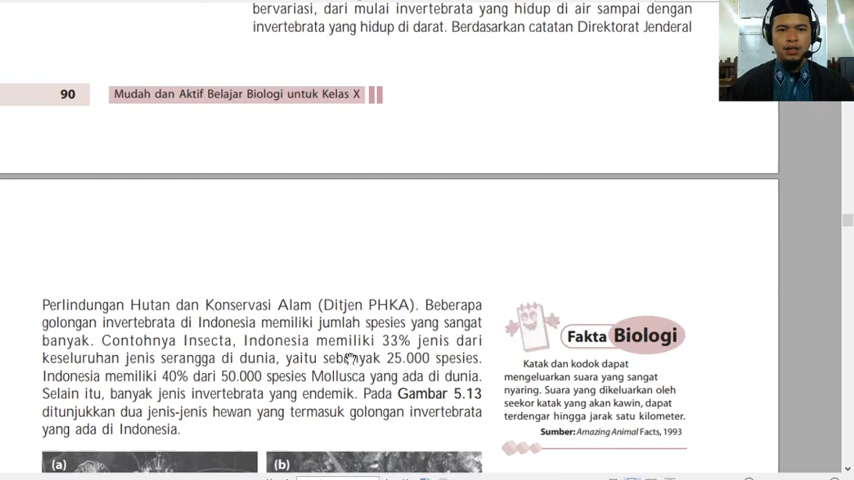 bervariasi, dari mulai invertebrata yang hidup di air sampai dengan
invertebrata yang hidup di darat. Berdasarkan catatan Direktorat Jenderal
90
Mudah dan Aktif Belajar Biologi untuk Kelas X
Perlindungan Hutan dan Konservasi Alam (Ditjen PHKA). Beberapa
golongan invertebrata di Indonesia memiliki jumlah spesies yang sangat
banyak. Contohnya Insecta, Indonesia memiliki 33% jenis dari
keseluruhan jenis serangga di dunia, yaitu sebanyak 25.000 spesies.
Indonesia memiliki 40% dari 50.000 spesies Mollusca yang ada di dunia.
Selain itu, banyak jenis invertebrata yang endemik. Pada Gambar 5.13
ditunjukkan dua jenis-jenis hewan yang termasuk golongan invertebrata
yang ada di Indonesia.
(a)
(b)
Fakta Biologi
Katak dan kodok dapat
mengeluarkan suara yang sangat
nyaring. Suara yang dikeluarkan oleh
seekor katak yang akan kawin, dapat
terdengar hingga jarak satu kilometer.
Sumber: Amazing Animal Facts, 1993